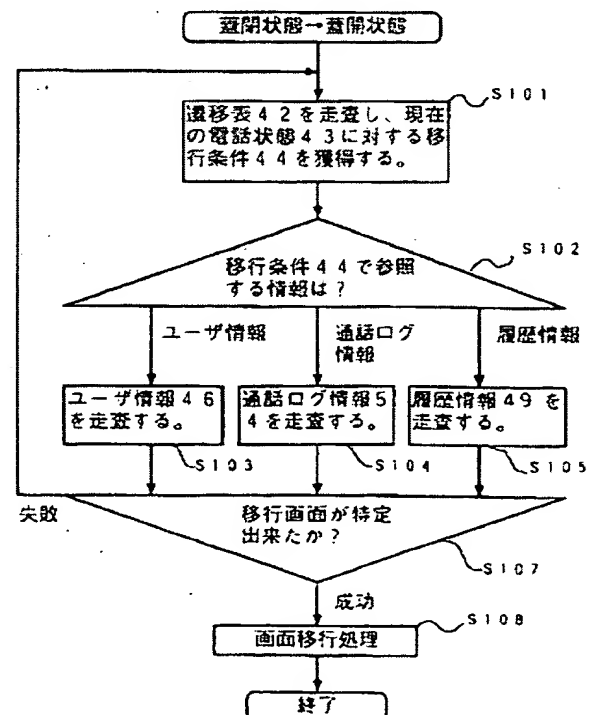 蓋閉状態→蓋開状態
S101
遷移表42を走査し、現在
の電話状態43に対する移
行条件44を獲得する。
S102
移行条件44で参照
する情報は?
ユーザ情報
通話ログ
情報
履歴情報
ユーザ情報46
を走査する。
通話ログ情報5
4を走査する。
履歴情報49を
走査する。
S103
S104
S105
失敗
移行画面が特定
出来たか?
S107
成功
S108
画面移行処理
終了